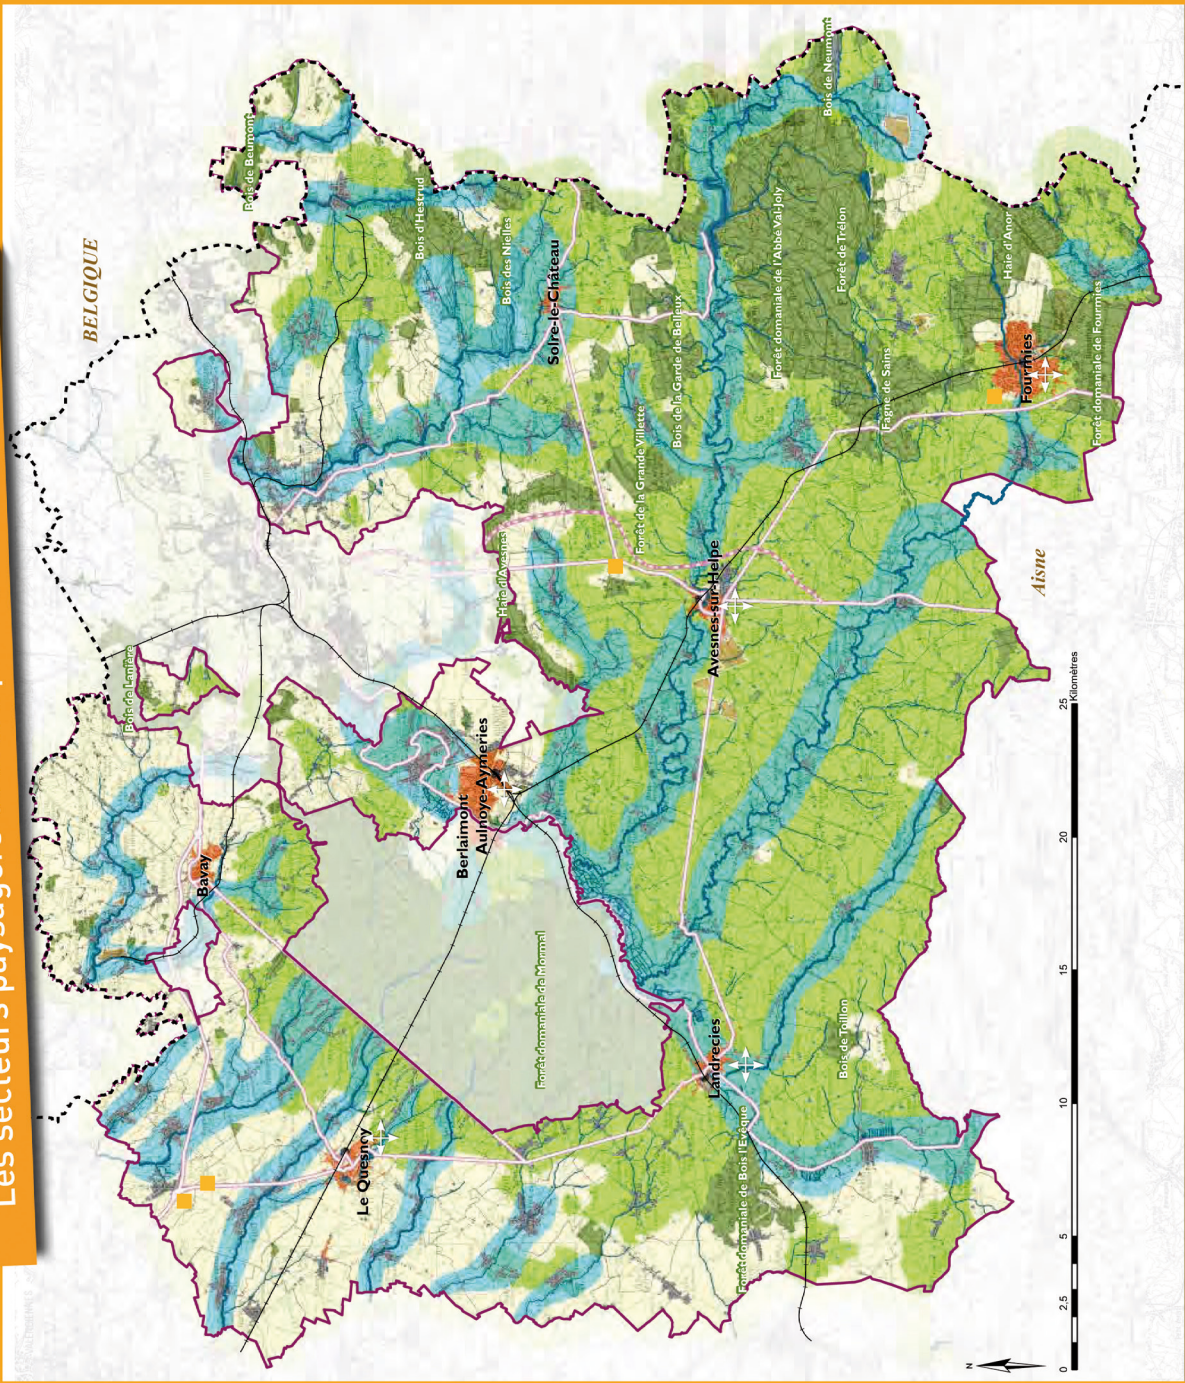 Les secteurs paysagers
BELGIQUE
Bois de Beumont
Bois de Neumont
Bois d'Hestrud
Bois des Nielles
Solre-le-Château
Forêt domaniale de l'Abbé Val-Joly
Forêt de Trélon
Haie d'Anor
Bois de la Garde de Belleux
Fagne de Sains
Fourmies
Forêt domaniale de Fourmies
Forêt de la Grande Villette
Haie d'Avesnes
Avesnes-sur-Helpe
Aisne
Bois de Lanière
Bavay
Berlaimont
Aulnoye-Aymeries
Forêt domaniale de Mormal
Landrecies
Bois de Toillon
Le Quesnoy
Forêt domaniale de Bois l'Evêque
N
0 2,5 5 10 15 20 25
Kilomètres